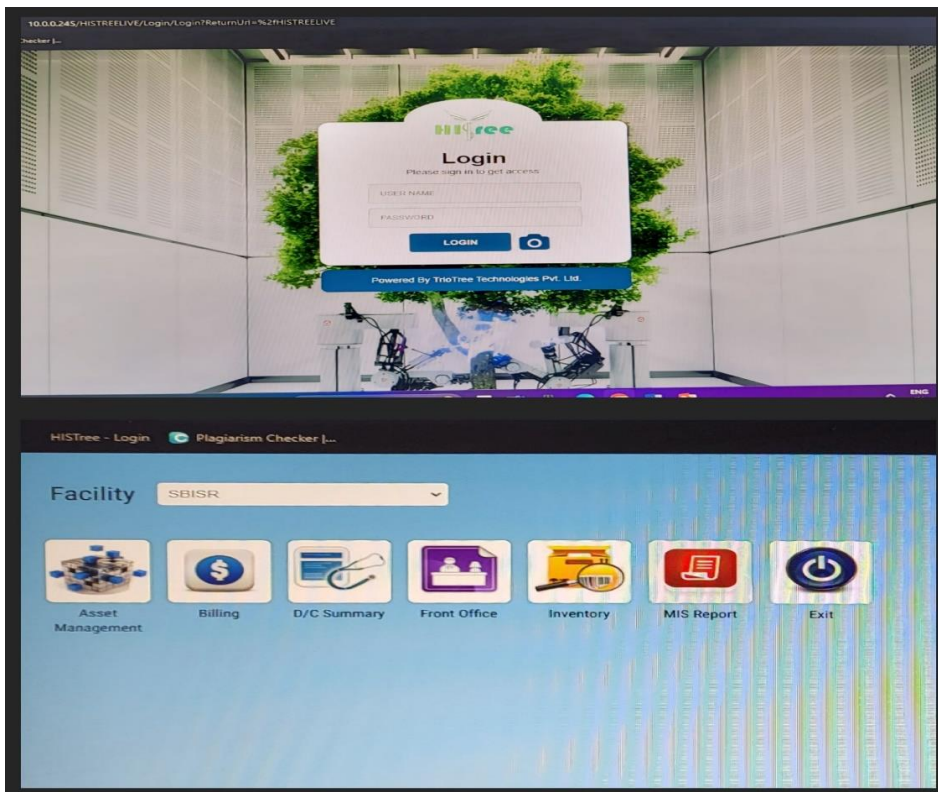 10.0.0.245/HISTREELIVE/Login/Login?ReturnUrl=%2fHISTREELIVE
Checker |...
HISTree
Login
Please sign in to get access
USER NAME
PASSWORD
LOGIN
Powered By TrioTree Technologies Pvt. Ltd.
ENG
HISTree - Login Plagiarism Checker |...
Facility SBISR
Asset Management Billing D/C Summary Front Office Inventory MIS Report Exit